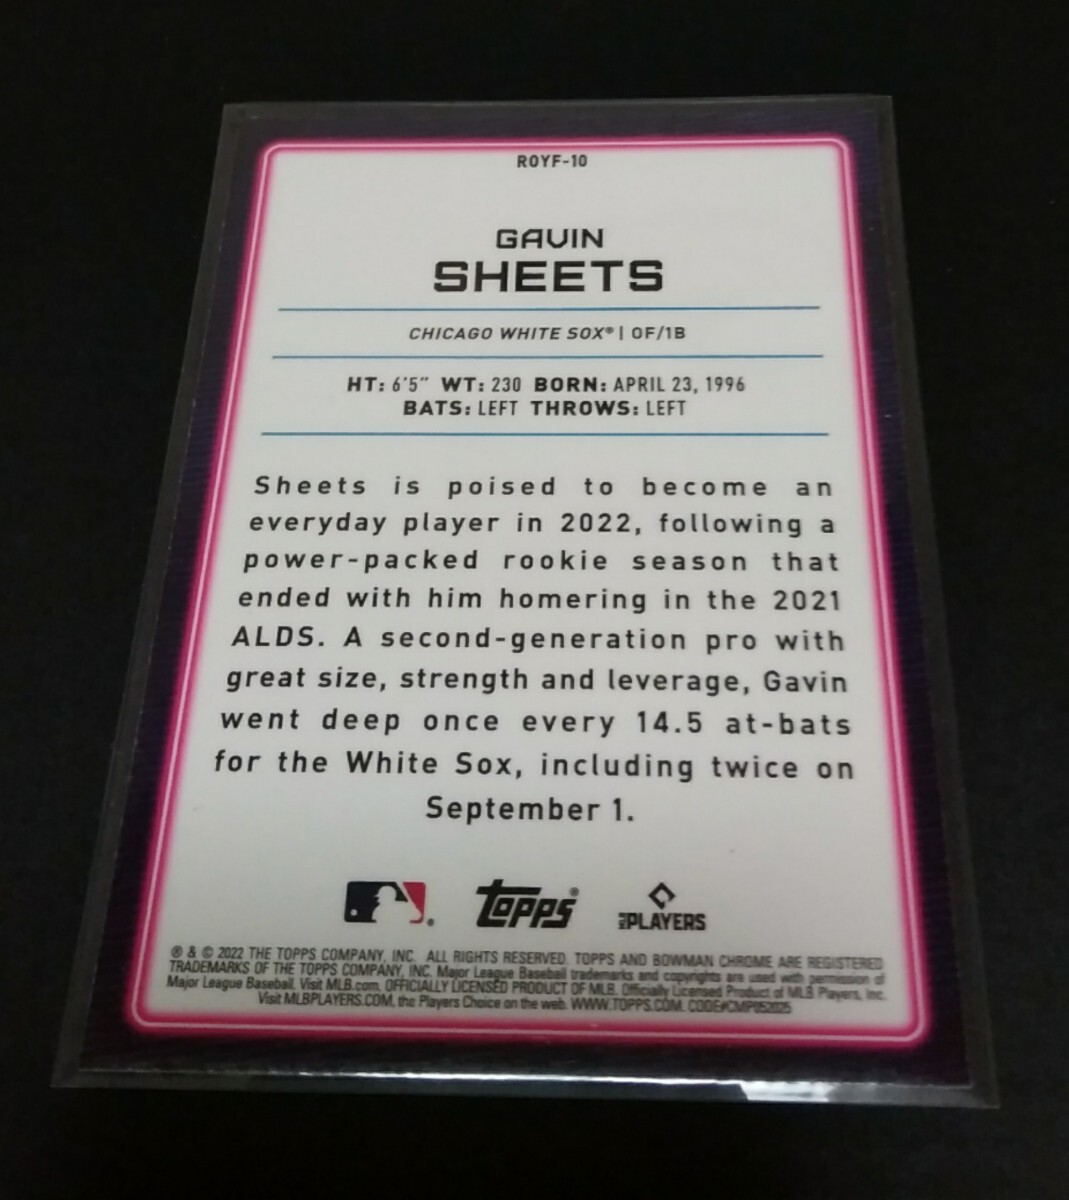 ROYF-10
GAVIN
SHEETS
CHICAGO WHITE SOX® | OF/1B
HT: 6'5" WT: 230 BORN: APRIL 23, 1996
BATS: LEFT THROWS: LEFT
Sheets is poised to become an
everyday player in 2022, following a
power-packed rookie season that
ended with him homering in the 2021
ALDS. A second-generation pro with
great size, strength and leverage, Gavin
went deep once every 14.5 at-bats
for the White Sox, including twice on
September 1.
Topps® MLB PLAYERS
® & © 2022 THE TOPPS COMPANY, INC. ALL RIGHTS RESERVED. TOPPS AND BOWMAN CHROME ARE REGISTERED
TRADEMARKS OF THE TOPPS COMPANY, INC. Major League Baseball trademarks and copyrights are used with permission of
Major League Baseball. Visit MLB.com. OFFICIALLY LICENSED PRODUCT OF MLB. Officially Licensed Product of MLB Players, Inc.
Visit MLBPLAYERS.COM, the Players Choice on the web. WWW.TOPPS.COM. CODE#CMP052025